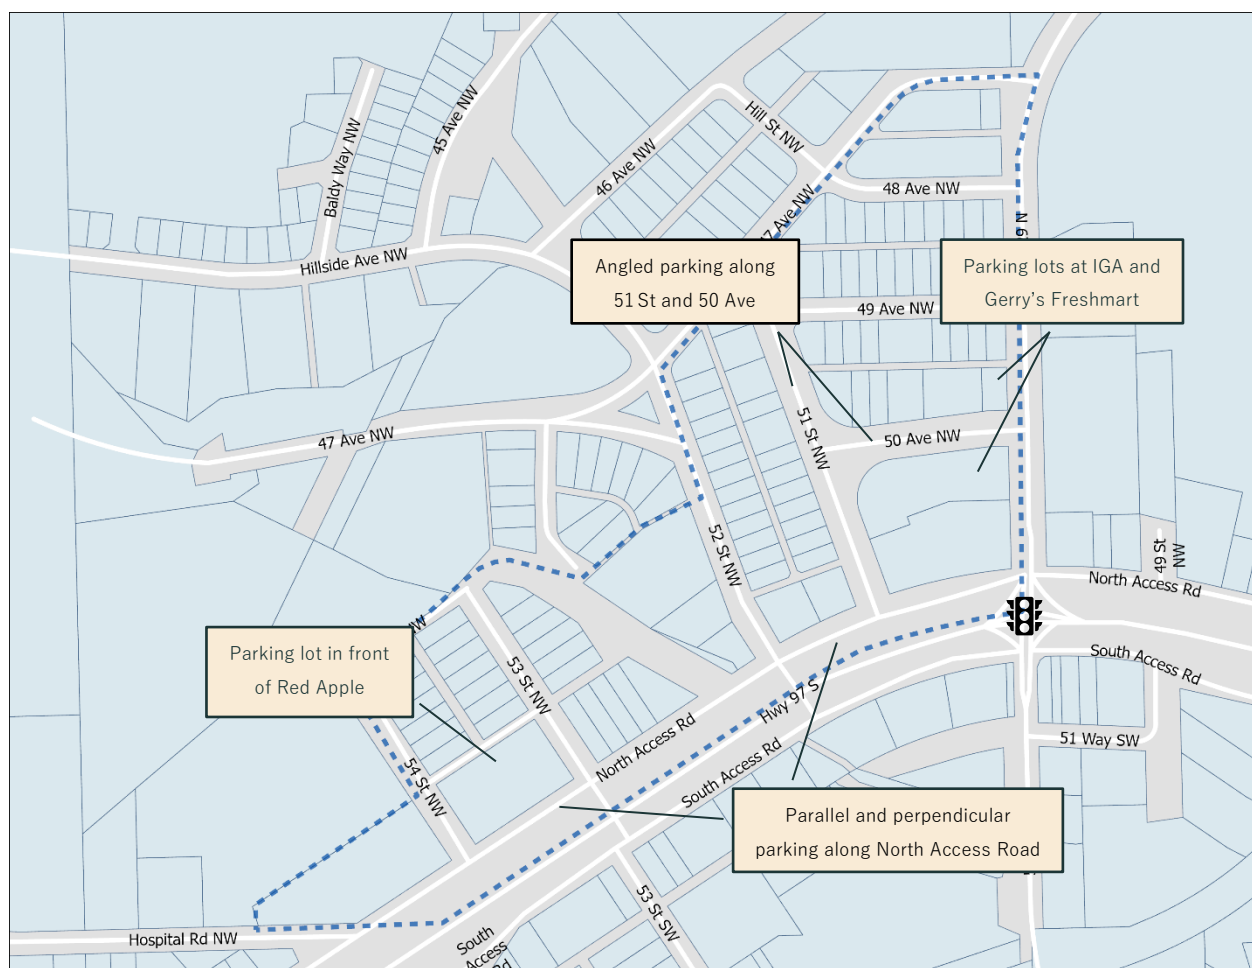 Hill St NW
45 Ave NW
Baldy Way NW
46 Ave NW
48 Ave NW
Ave NW
Hillside Ave NW
Angled parking along
51 St and 50 Ave
Parking lots at IGA and
Gerry's Freshmart
49 Ave NW
47 Ave NW
51 St NW
50 Ave NW
52 St NW
49 St
NW
North Access Rd
South Access Rd
Parking lot in front
of Red Apple
53 St NW
Hwy 97 S
North Access Rd
51 Way SW
South Access Rd
54 St NW
Parallel and perpendicular
parking along North Access Road
53 St SW
Hospital Rd NW
South
Access
Rd